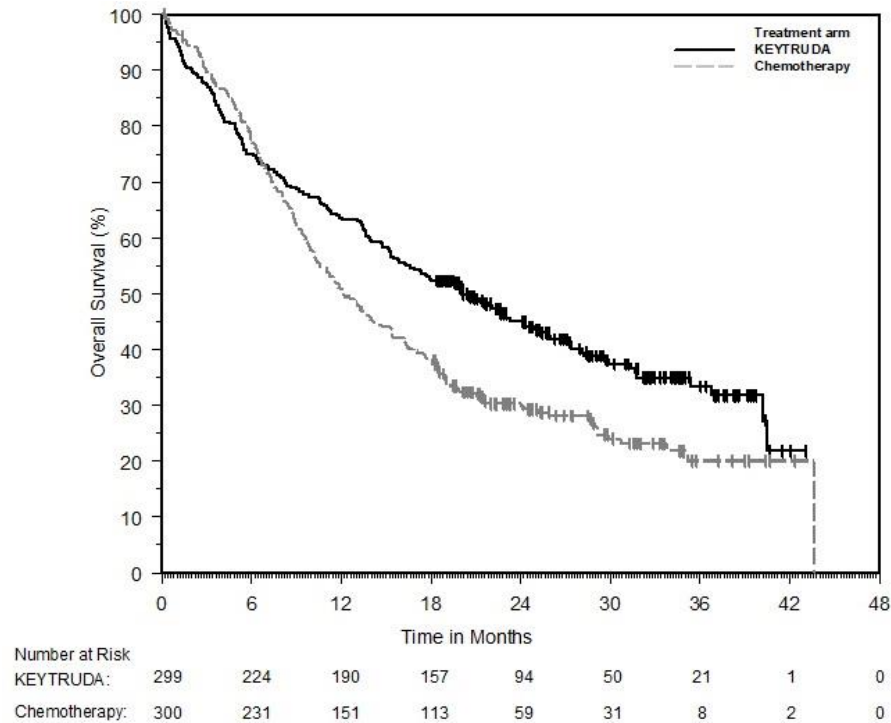 100
90
80
70
60
50
40
30
20
10
0
Overall Survival (%)
Treatment arm
KEYTRUDA
Chemotherapy
0 6 12 18 24 30 36 42 48
Time in Months
Number at Risk
KEYTRUDA: 299 224 190 157 94 50 21 1 0
Chemotherapy: 300 231 151 113 59 31 8 2 0